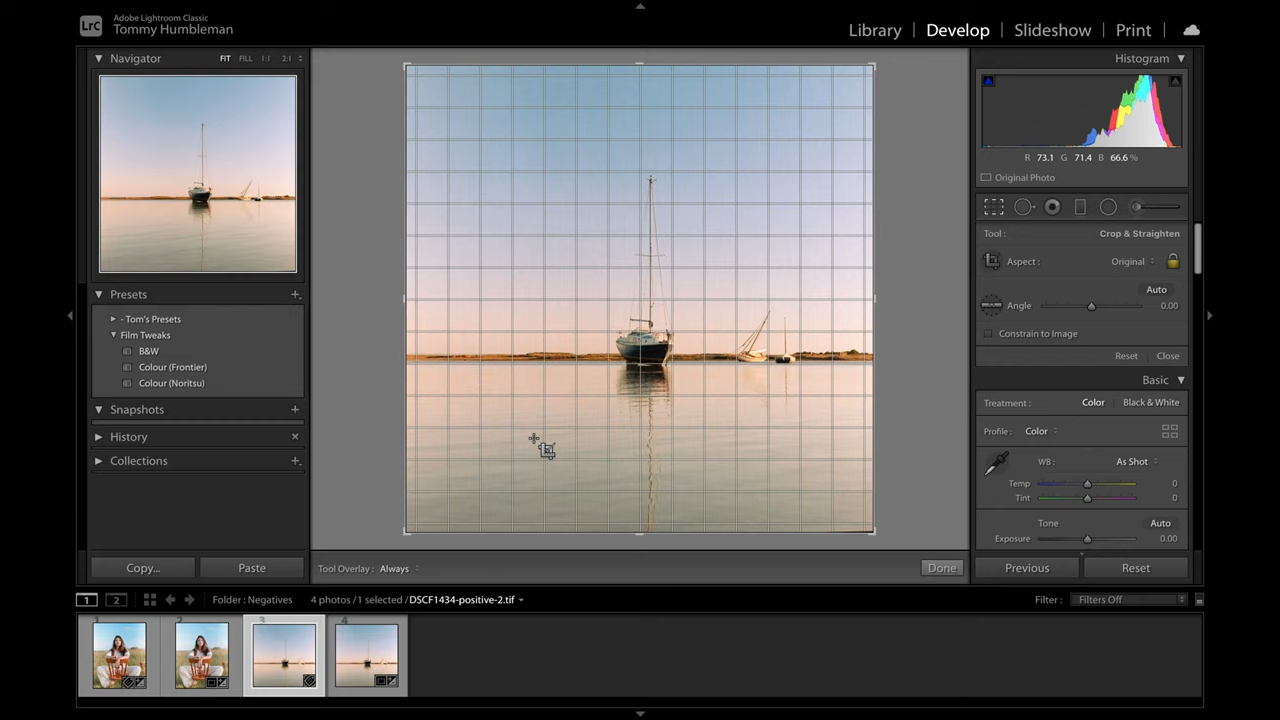 LrC
Adobe Lightroom Classic
Tommy Humbleman
Library | Develop | Slideshow | Print
Navigator FIT FILL 1:1 2:1
Presets
- Tom's Presets
Film Tweaks
B&W
Colour (Frontier)
Colour (Noritsu)
Snapshots
History
Collections
Copy... Paste
Tool Overlay: Always
Done
Histogram
R 73.1 G 71.4 B 66.6 %
Original Photo
Tool : Crop & Straighten
Aspect : Original
Auto
Angle 0.00
Constrain to Image
Reset Close
Basic
Treatment : Color Black & White
Profile : Color
WB : As Shot
Temp 0
Tint 0
Tone Auto
Exposure 0.00
Previous Reset
1 2 Folder : Negatives 4 photos /1 selected /DSCF1434-positive-2.tif Filter : Filters Off
1 2 3 4